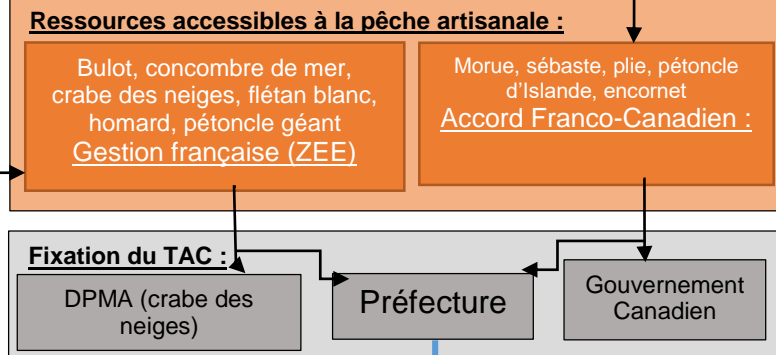 Ressources accessibles à la pêche artisanale :
Bulot, concombre de mer,
crabe des neiges, flétan blanc,
homard, pétoncle géant
Gestion française (ZEE)
Morue, sébaste, plie, pétoncle
d'Islande, encornet
Accord Franco-Canadien :
Fixation du TAC :
DPMA (crabe des
neiges)
Préfecture
Gouvernement
Canadien